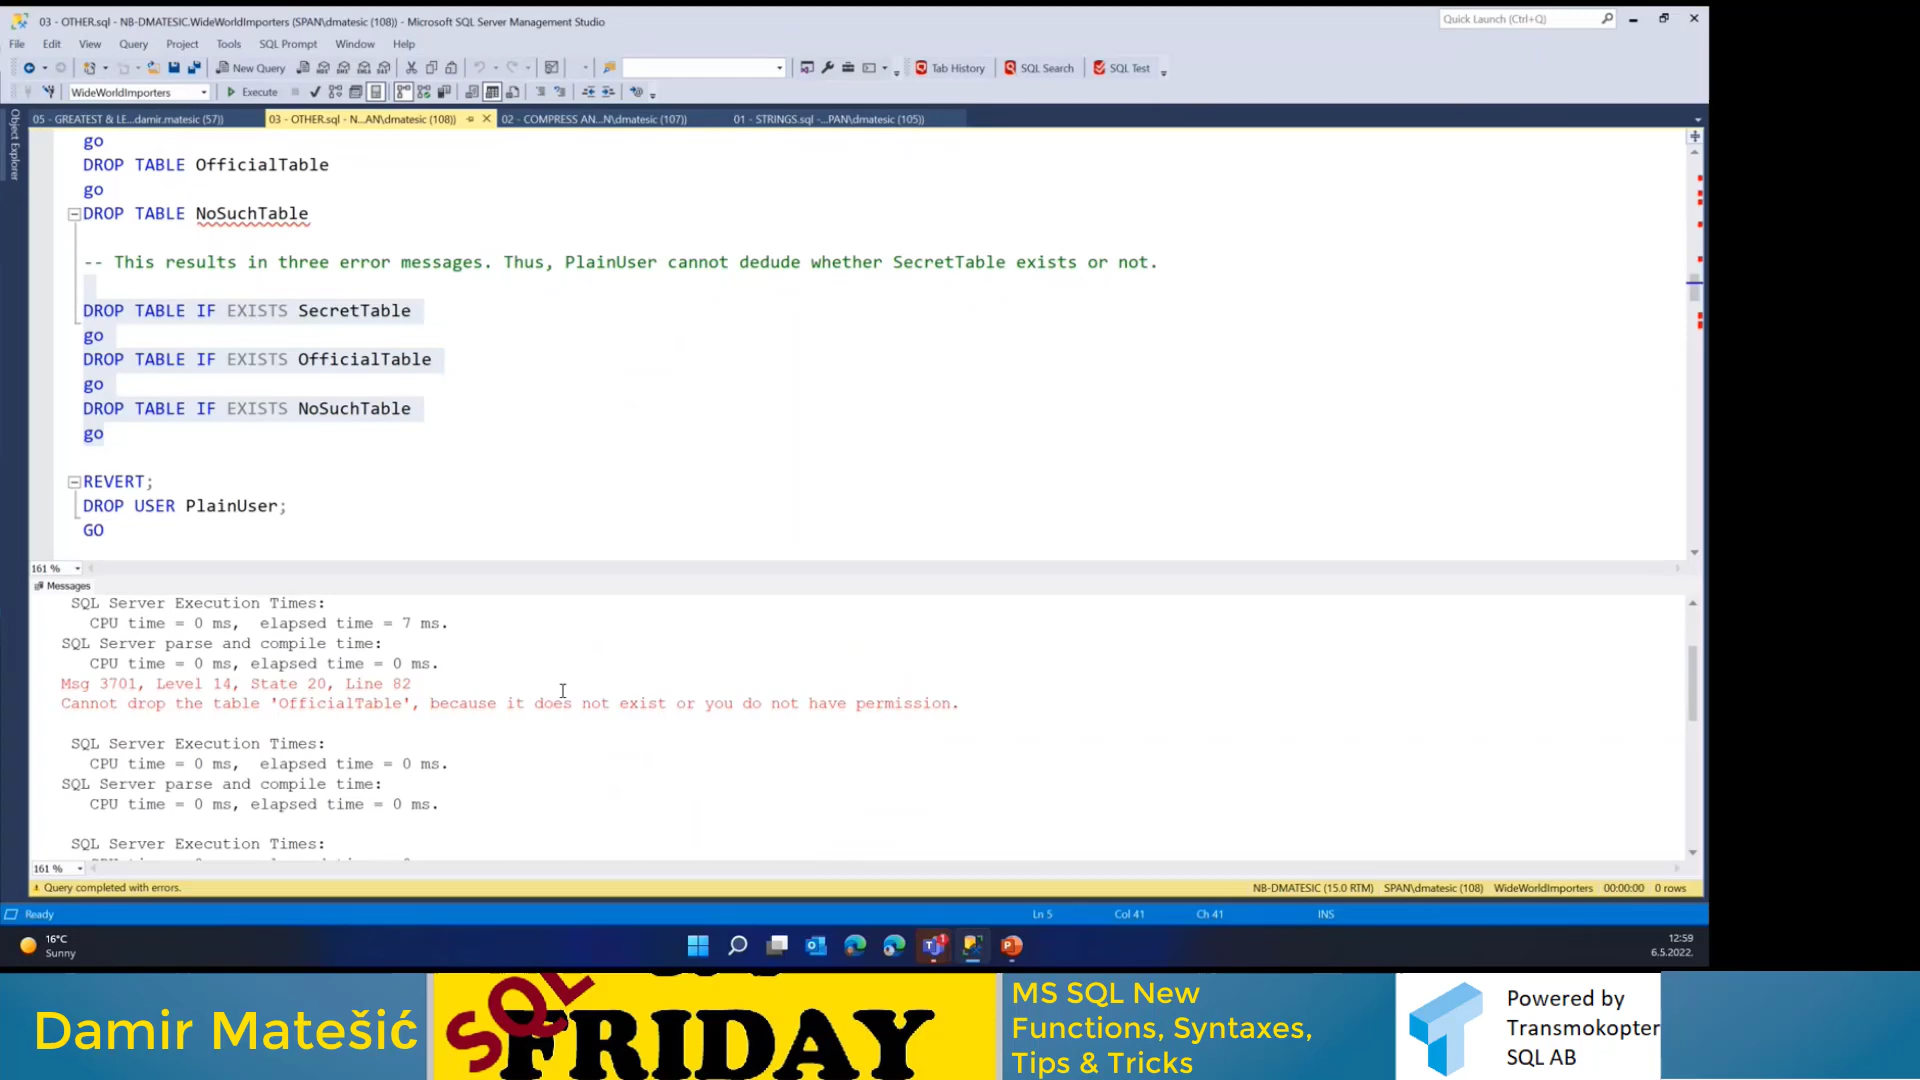 03 - OTHER.sql - NB-DMATESIC.WideWorldImporters (SPAN\dmatesic (108)) - Microsoft SQL Server Management Studio
Quick Launch (Ctrl+Q)
File Edit View Query Project Tools SQL Prompt Window Help
New Query
Tab History SQL Search SQL Test
WideWorldImporters Execute
05 - GREATEST & LE...damir.matesic (57)) 03 - OTHER.sql - N...AN\dmatesic (108)) 02 - COMPRESS AN...N\dmatesic (107)) 01 - STRINGS.sql -...PAN\dmatesic (105))
Object Explorer
go
DROP TABLE OfficialTable
go
DROP TABLE NoSuchTable
-- This results in three error messages. Thus, PlainUser cannot dedude whether SecretTable exists or not.
DROP TABLE IF EXISTS SecretTable
go
DROP TABLE IF EXISTS OfficialTable
go
DROP TABLE IF EXISTS NoSuchTable
go
REVERT;
DROP USER PlainUser;
GO
161 %
Messages
SQL Server Execution Times:
CPU time = 0 ms, elapsed time = 7 ms.
SQL Server parse and compile time:
CPU time = 0 ms, elapsed time = 0 ms.
Msg 3701, Level 14, State 20, Line 82
Cannot drop the table 'OfficialTable', because it does not exist or you do not have permission.
SQL Server Execution Times:
CPU time = 0 ms, elapsed time = 0 ms.
SQL Server parse and compile time:
CPU time = 0 ms, elapsed time = 0 ms.
SQL Server Execution Times:
161 %
Query completed with errors. NB-DMATESIC (15.0 RTM) SPAN\dmatesic (108) WideWorldImporters 00:00:00 0 rows
Ready Ln 5 Col 41 Ch 41 INS
16°C
Sunny
12:59
6.5.2022.
Damir Matešić
SQL
FRIDAY
MS SQL New
Functions, Syntaxes,
Tips & Tricks
Powered by
Transmokopter
SQL AB